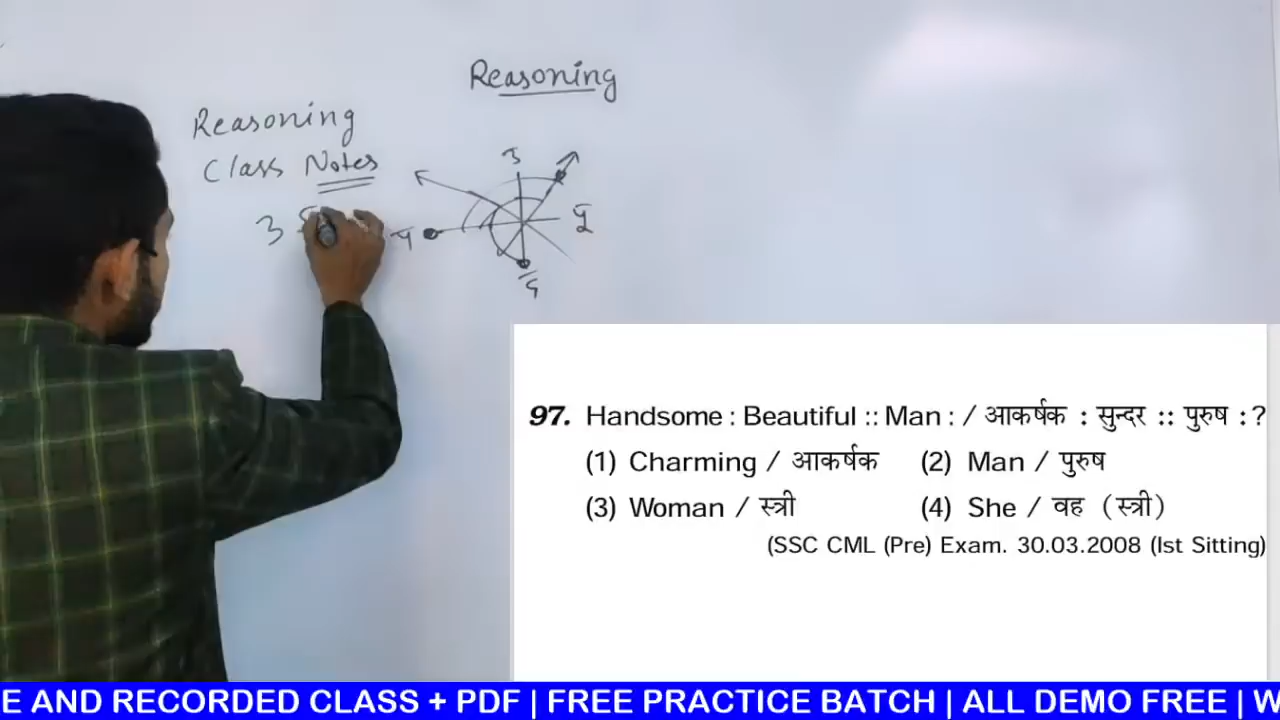 Reasoning
Reasoning
Class Notes
3
उ
पू
प
द
97. Handsome : Beautiful :: Man : / आकर्षक : सुन्दर :: पुरुष : ?
(1) Charming / आकर्षक (2) Man / पुरुष
(3) Woman / स्त्री (4) She / वह (स्त्री)
(SSC CML (Pre) Exam. 30.03.2008 (Ist Sitting)
E AND RECORDED CLASS + PDF | FREE PRACTICE BATCH | ALL DEMO FREE | W